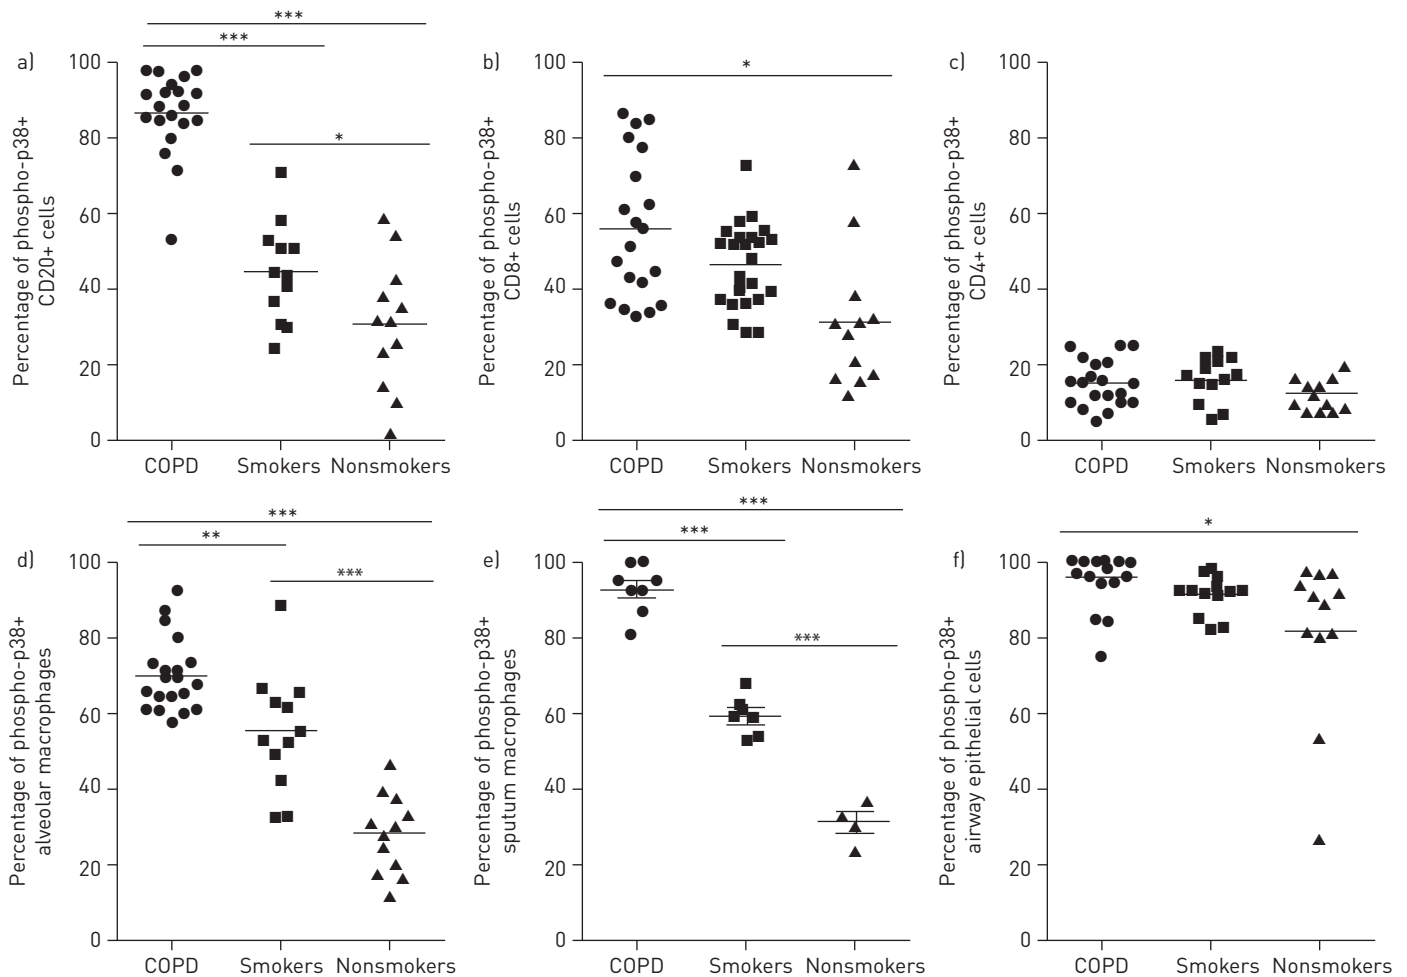 ***
***
a)
100
80
60
40
20
0
*
Percentage of phospho-p38+
CD20+ cells
COPD
Smokers
Nonsmokers
b)
100
80
60
40
20
0
*
Percentage of phospho-p38+
CD8+ cells
COPD
Smokers
Nonsmokers
c)
100
80
60
40
20
0
Percentage of phospho-p38+
CD4+ cells
COPD
Smokers
Nonsmokers
***
**
d)
100
80
60
40
20
0
***
Percentage of phospho-p38+
alveolar macrophages
COPD
Smokers
Nonsmokers
***
***
e)
100
80
60
40
20
0
***
Percentage of phospho-p38+
sputum macrophages
COPD
Smokers
Nonsmokers
*
f)
100
80
60
40
20
0
Percentage of phospho-p38+
airway epithelial cells
COPD
Smokers
Nonsmokers